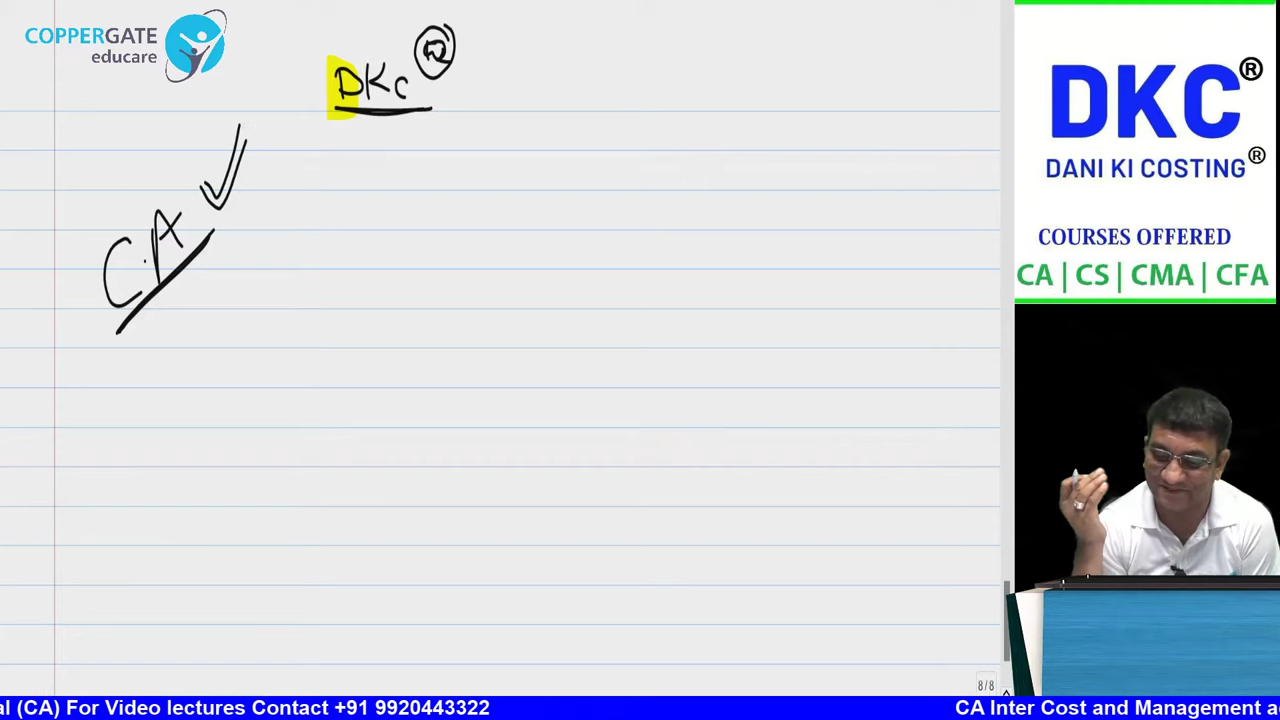 COPPERGATE
educare
DKC ®
C.A
8/8
DKC®
DANI KI COSTING®
COURSES OFFERED
CA | CS | CMA | CFA
al (CA) For Video lectures Contact +91 9920443322
CA Inter Cost and Management a